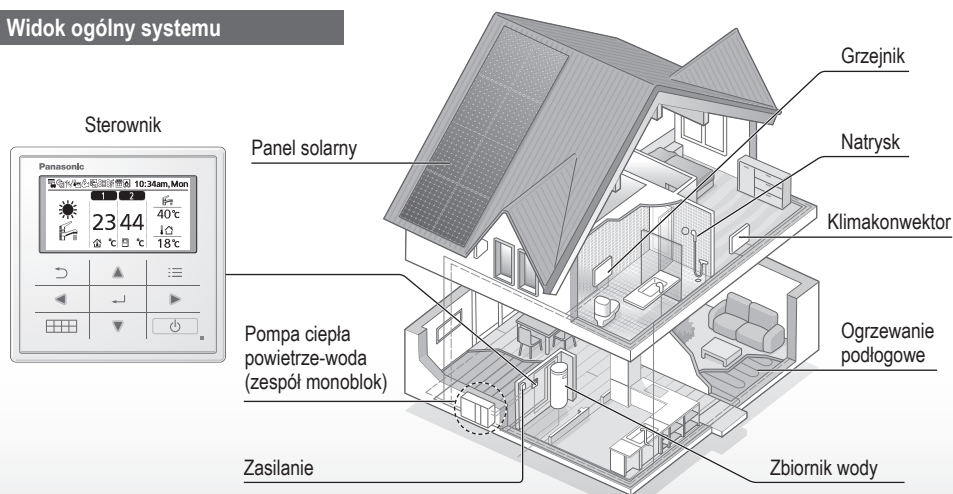 Widok ogólny systemu
Sterownik
Panasonic
10:34am, Mon
1 2
23 44
°C °C
40°C
18°C
Panel solarny
Pompa ciepła
powietrze-woda
(zespół monoblok)
Zasilanie
Grzejnik
Natrysk
Klimakonwektor
Ogrzewanie
podłogowe
Zbiornik wody